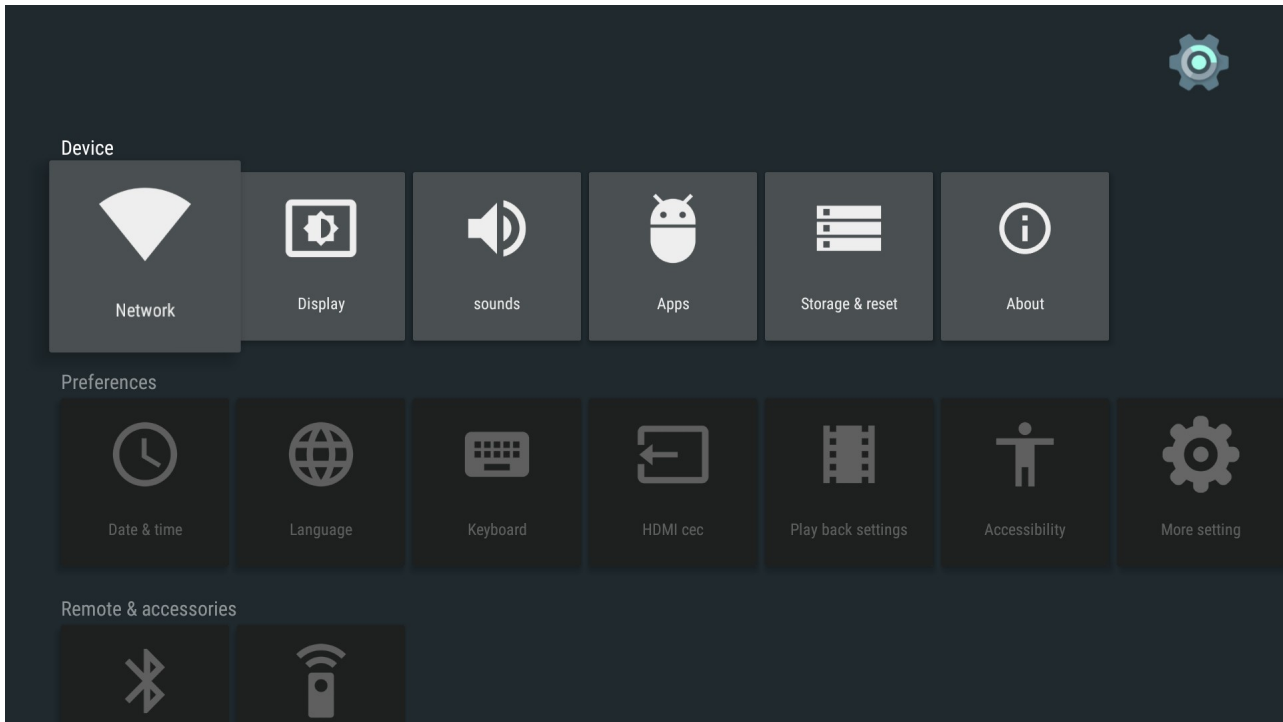 Device
Network
Display
sounds
Apps
Storage & reset
About
Preferences
Date & time
Language
Keyboard
HDMI cec
Play back settings
Accessibility
More setting
Remote & accessories